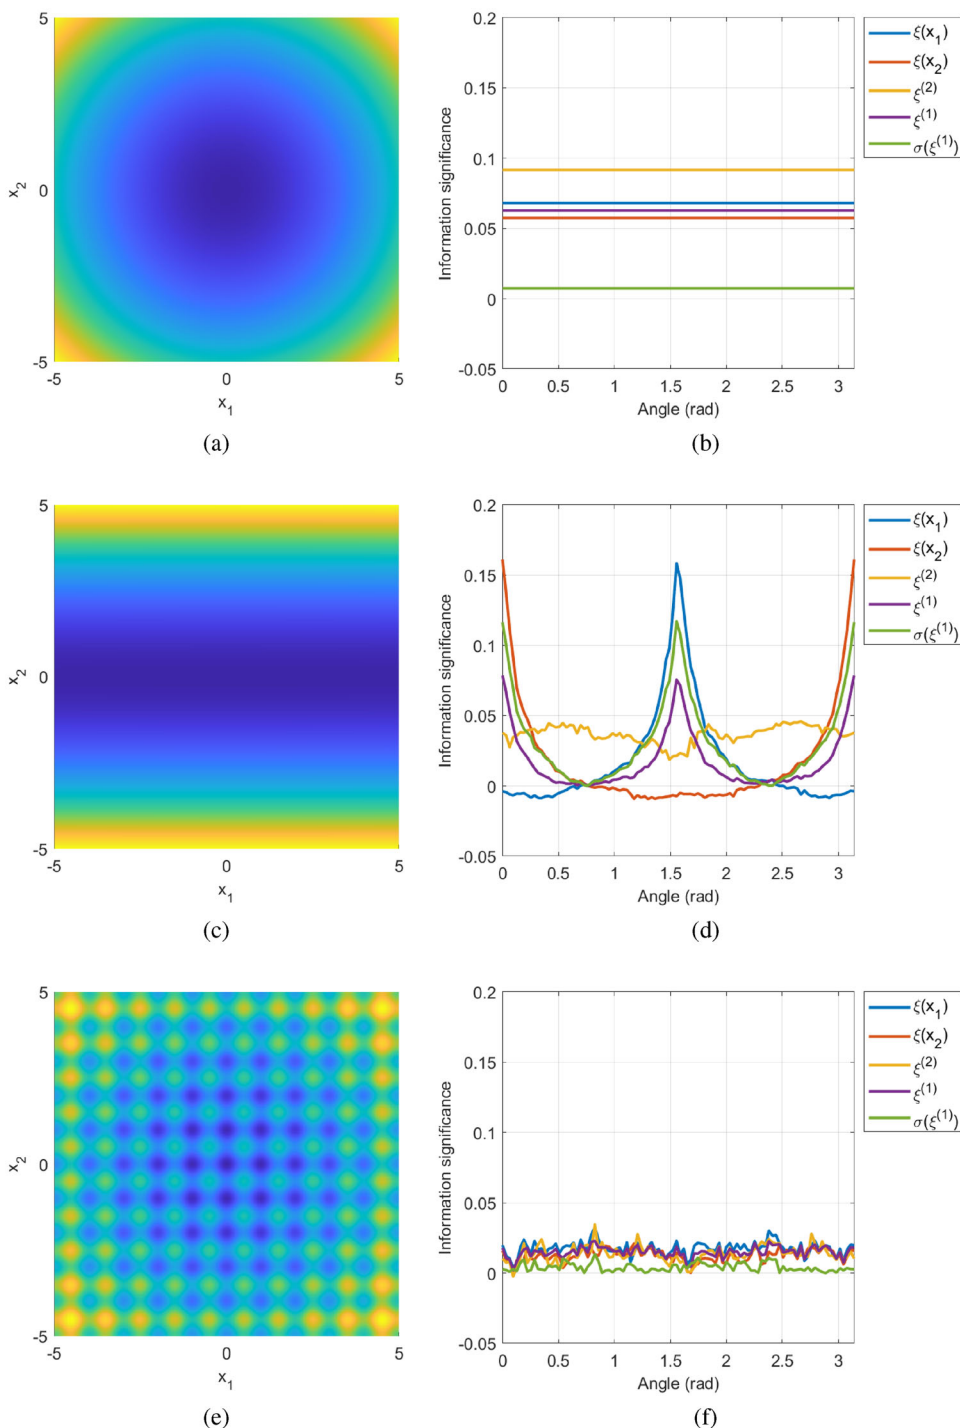 5
0
-5
x2
-5
0
5
x1
(a)
0.2
0.15
0.1
0.05
0
-0.05
Information significance
0
0.5
1
1.5
2
2.5
3
Angle (rad)
ξ(x1)
ξ(x2)
ξ(2)
ξ(1)
σ(ξ(1))
(b)
5
0
-5
x2
-5
0
5
x1
(c)
0.2
0.15
0.1
0.05
0
-0.05
Information significance
0
0.5
1
1.5
2
2.5
3
Angle (rad)
ξ(x1)
ξ(x2)
ξ(2)
ξ(1)
σ(ξ(1))
(d)
5
0
-5
x2
-5
0
5
x1
(e)
0.2
0.15
0.1
0.05
0
-0.05
Information significance
0
0.5
1
1.5
2
2.5
3
Angle (rad)
ξ(x1)
ξ(x2)
ξ(2)
ξ(1)
σ(ξ(1))
(f)